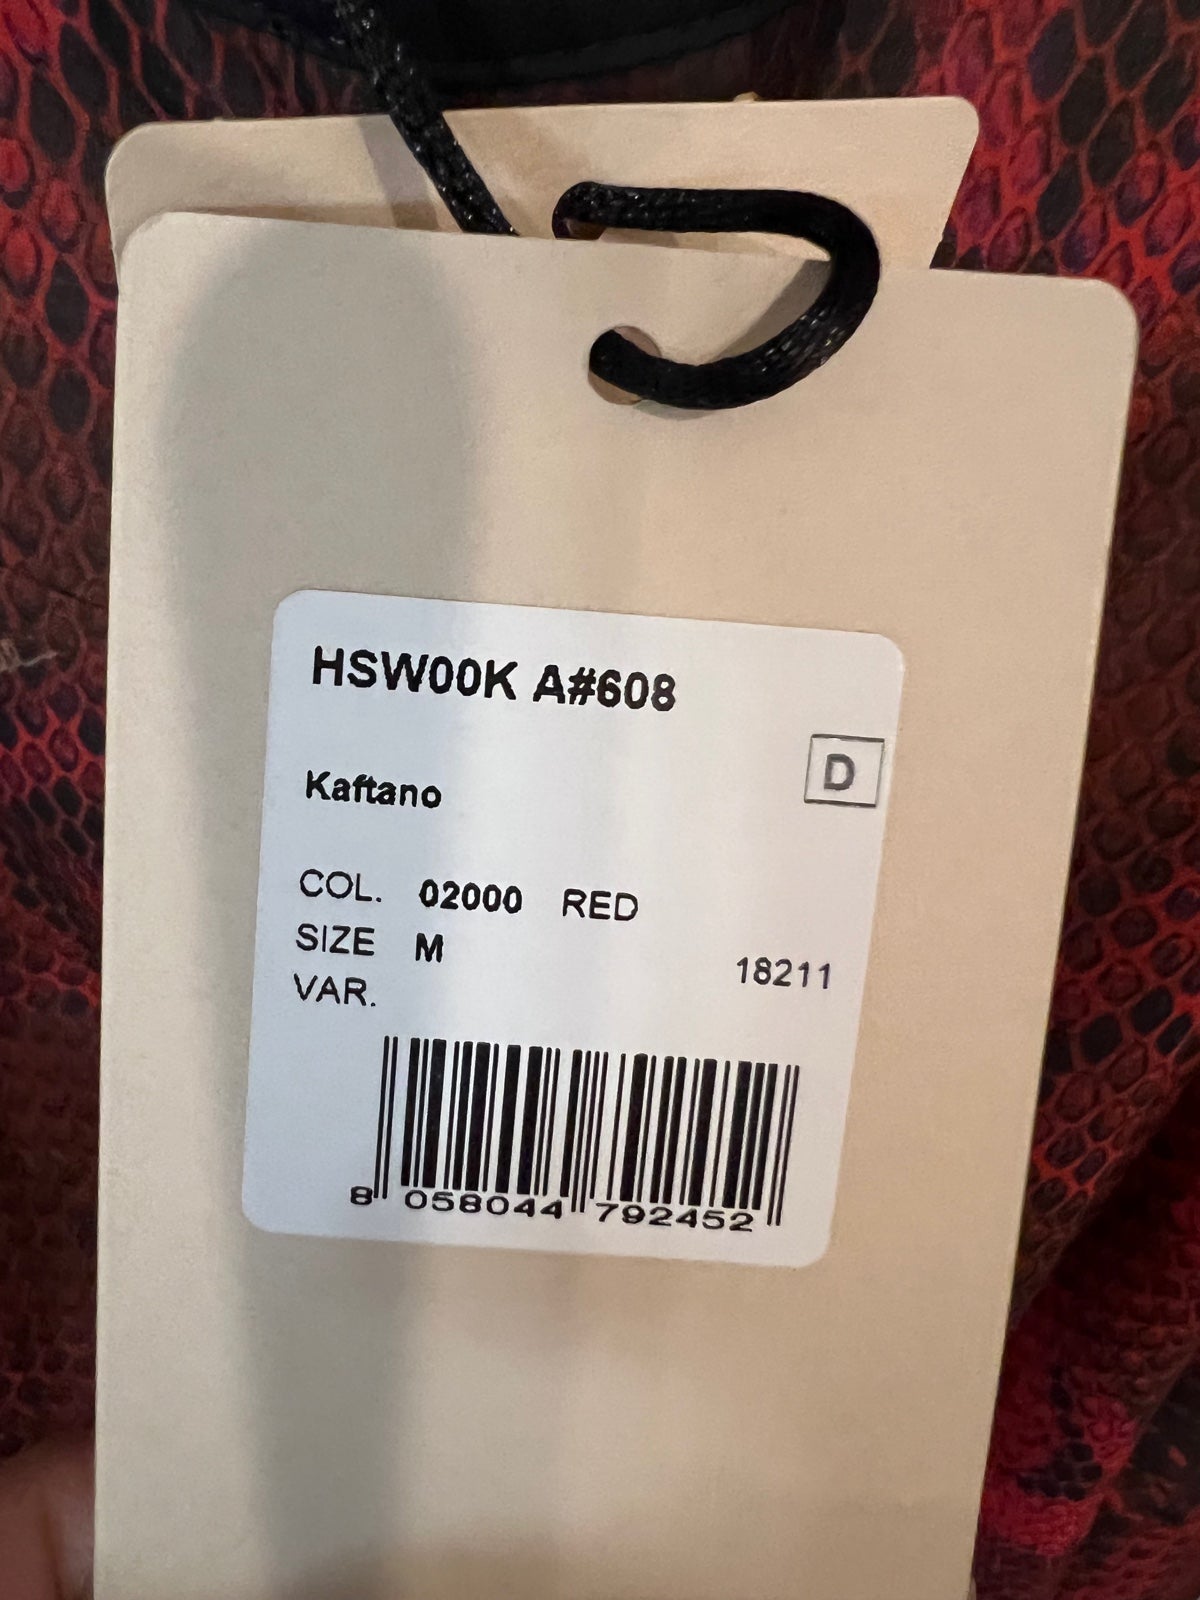 HSW00K A#608
D
Kaftano
COL. 02000 RED
SIZE M
18211
VAR.
8 058044 792452